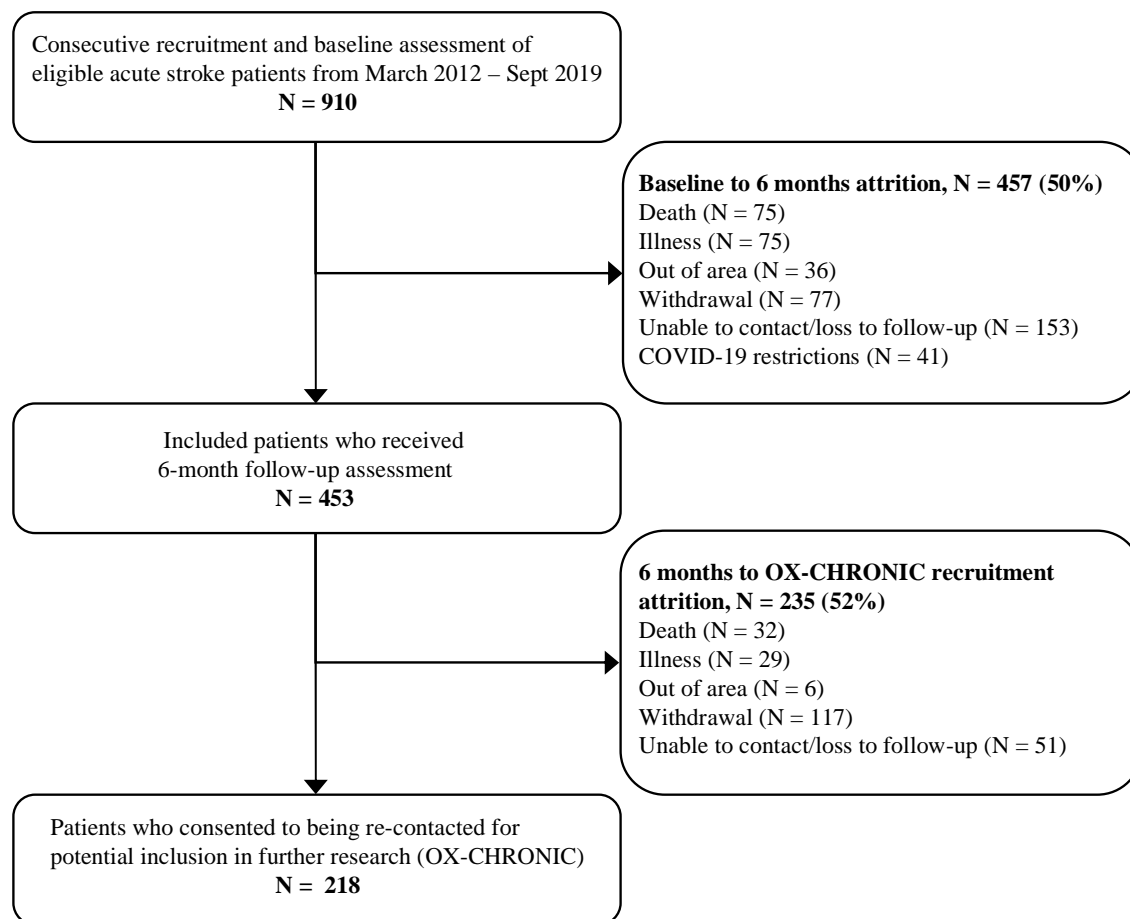 Consecutive recruitment and baseline assessment of
eligible acute stroke patients from March 2012 – Sept 2019
N = 910
Baseline to 6 months attrition, N = 457 (50%)
Death (N = 75)
Illness (N = 75)
Out of area (N = 36)
Withdrawal (N = 77)
Unable to contact/loss to follow-up (N = 153)
COVID-19 restrictions (N = 41)
Included patients who received
6-month follow-up assessment
N = 453
6 months to OX-CHRONIC recruitment
attrition, N = 235 (52%)
Death (N = 32)
Illness (N = 29)
Out of area (N = 6)
Withdrawal (N = 117)
Unable to contact/loss to follow-up (N = 51)
Patients who consented to being re-contacted for
potential inclusion in further research (OX-CHRONIC)
N = 218